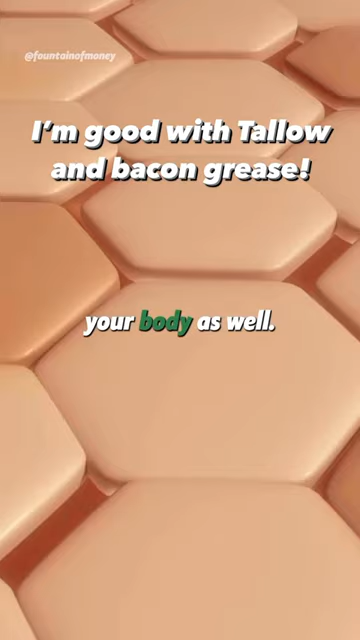 @fountainofmoney
I'm good with Tallow
and bacon grease!
your body as well.